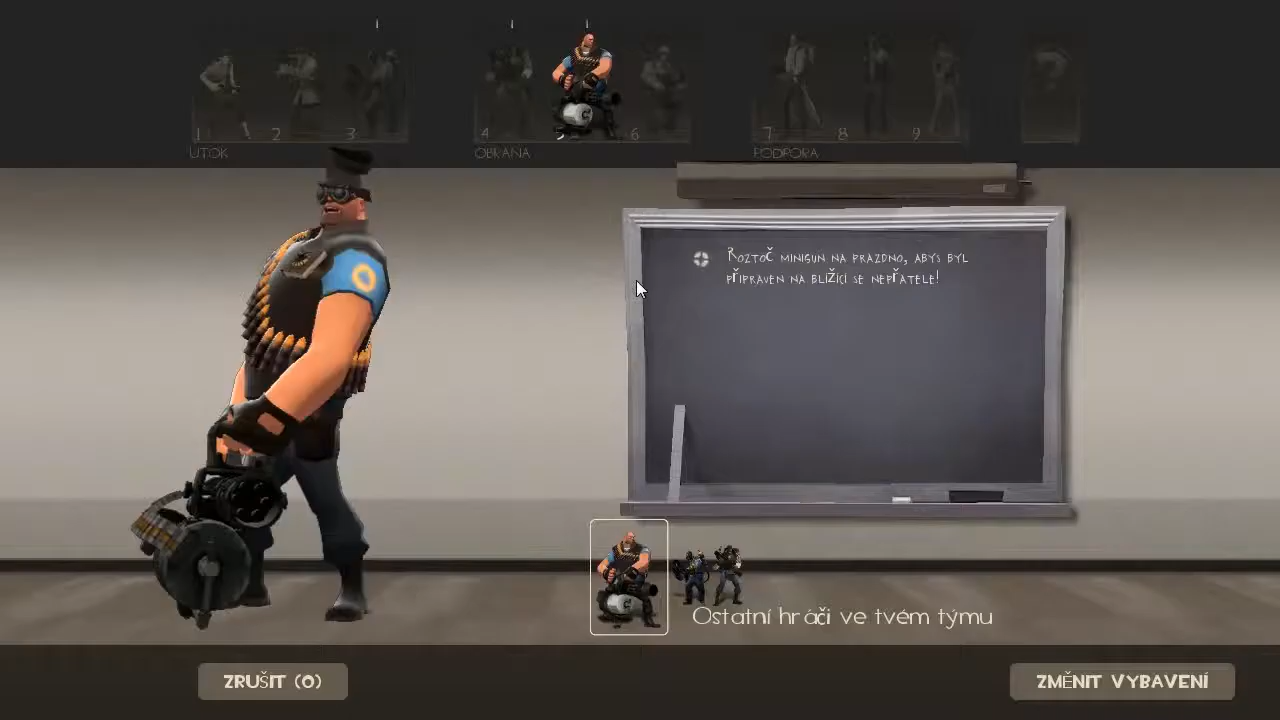 1 2 3
4 6
7 8 9
ÚTOK
OBRANA
PODPORA
Roztoč minigun na prázdno, abys byl
připraven na blížící se nepřátele!
Ostatní hráči ve tvém týmu
ZRUŠIT (0)
ZMĚNIT VYBAVENÍ